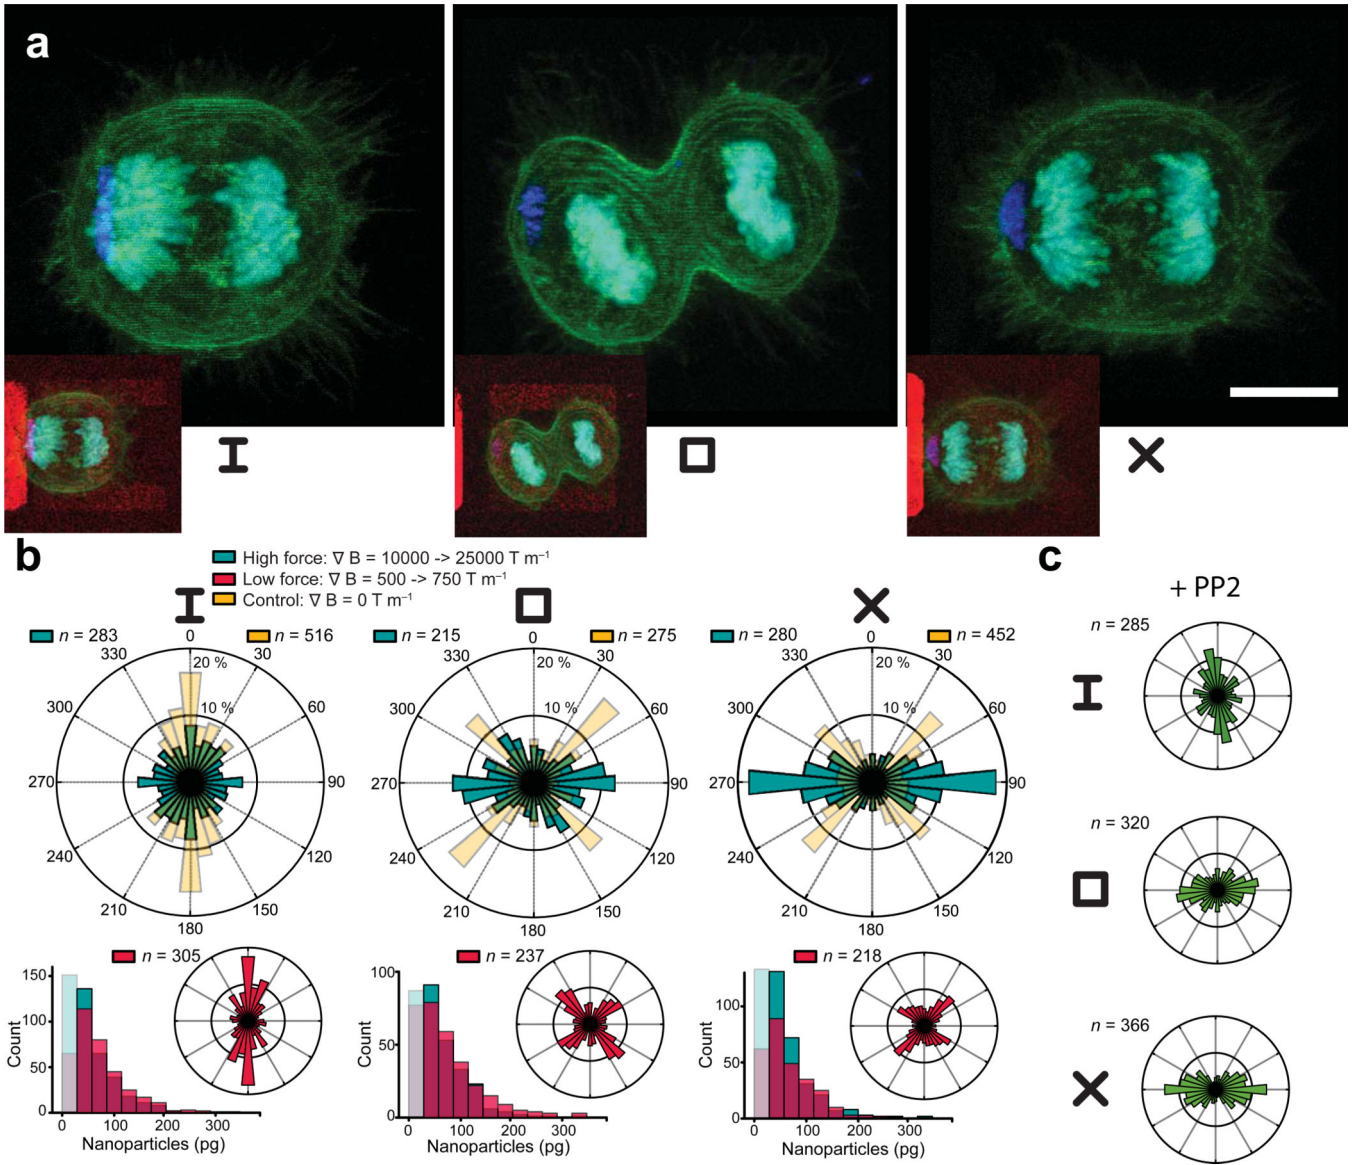 a
b
High force: ∇ B = 10000 -> 25000 T m⁻¹
Low force: ∇ B = 500 -> 750 T m⁻¹
Control: ∇ B = 0 T m⁻¹
n = 283
n = 516
0
30
60
90
120
150
180
210
240
270
300
330
20 %
10 %
n = 215
n = 275
0
30
60
90
120
150
180
210
240
270
300
330
20 %
10 %
n = 280
n = 452
0
30
60
90
120
150
180
210
240
270
300
330
20 %
10 %
n = 305
150
100
50
0
Count
0
100
200
300
Nanoparticles (pg)
n = 237
100
50
0
Count
0
100
200
300
Nanoparticles (pg)
n = 218
100
50
0
Count
0
100
200
300
Nanoparticles (pg)
c
+ PP2
n = 285
n = 320
n = 366